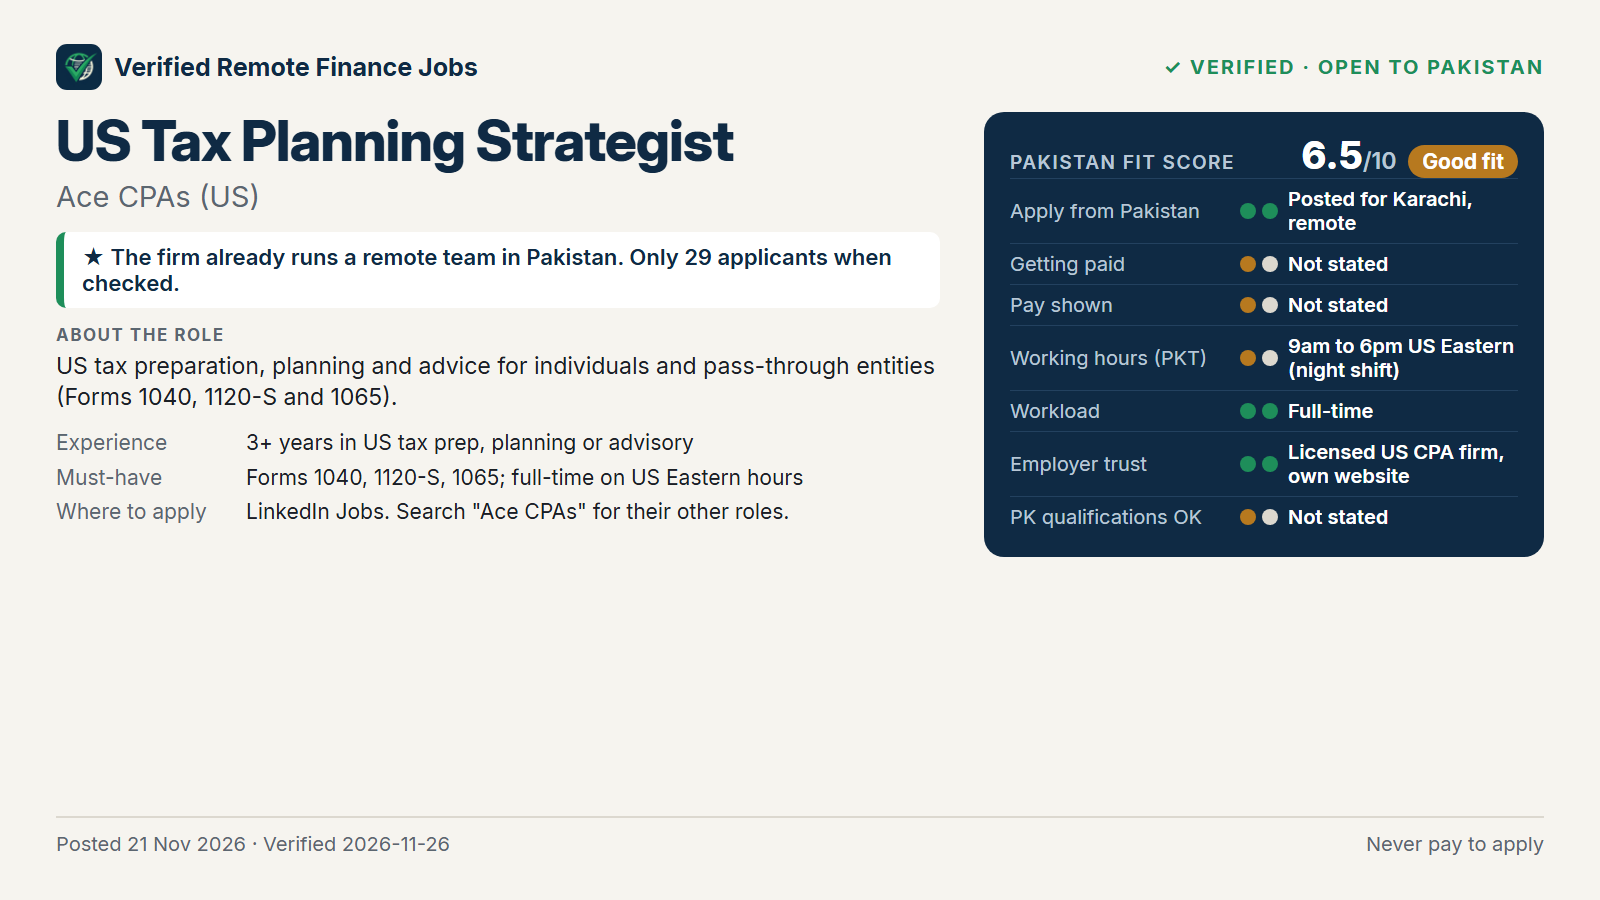 Verified Remote Finance Jobs
✓ VERIFIED · OPEN TO PAKISTAN
US Tax Planning Strategist
Ace CPAs (US)
★ The firm already runs a remote team in Pakistan. Only 29 applicants when
checked.
ABOUT THE ROLE
US tax preparation, planning and advice for individuals and pass-through entities
(Forms 1040, 1120-S and 1065).
Experience 3+ years in US tax prep, planning or advisory
Must-have Forms 1040, 1120-S, 1065; full-time on US Eastern hours
Where to apply LinkedIn Jobs. Search "Ace CPAs" for their other roles.
PAKISTAN FIT SCORE 6.5/10 Good fit
Apply from Pakistan Posted for Karachi,
remote
Getting paid Not stated
Pay shown Not stated
Working hours (PKT) 9am to 6pm US Eastern
(night shift)
Workload Full-time
Employer trust Licensed US CPA firm,
own website
PK qualifications OK Not stated
Posted 21 Nov 2026 · Verified 2026-11-26
Never pay to apply